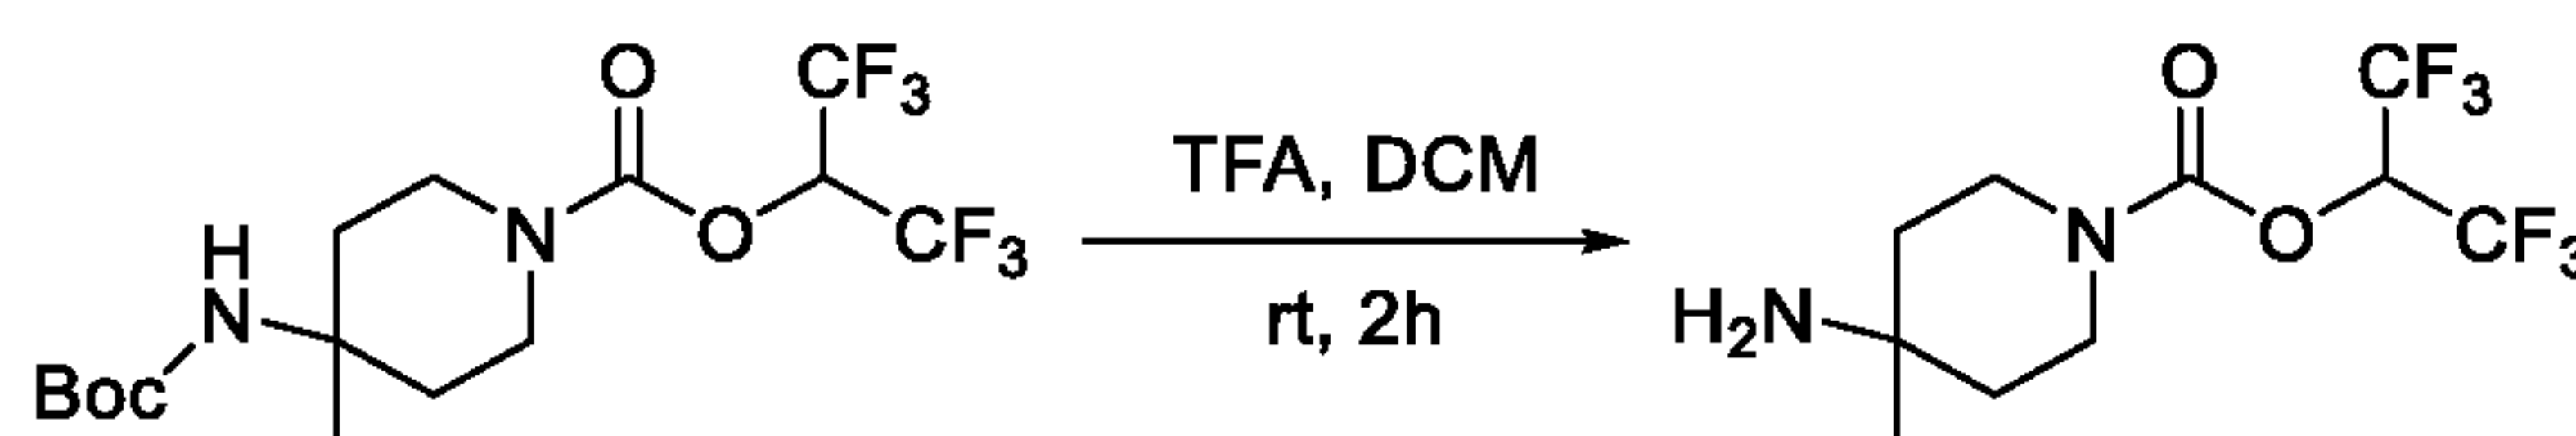 O CF3 O CF3
TFA, DCM
H N O CF3 N O CF3
N rt, 2h H2N
Boc